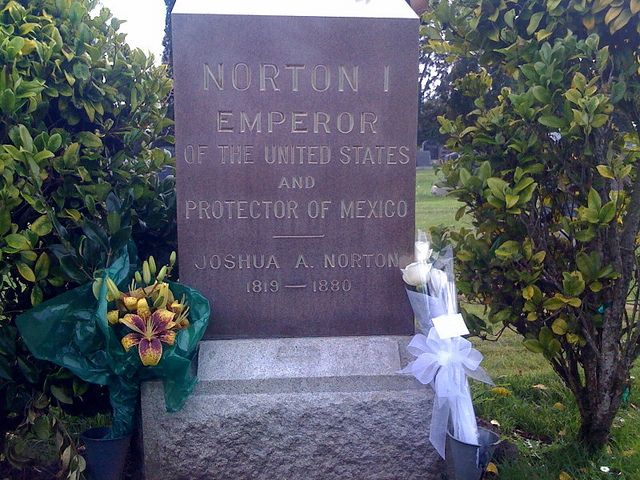 NORTON I
EMPEROR
OF THE UNITED STATES
AND
PROTECTOR OF MEXICO
JOSHUA A. NORTON
1819 — 1880